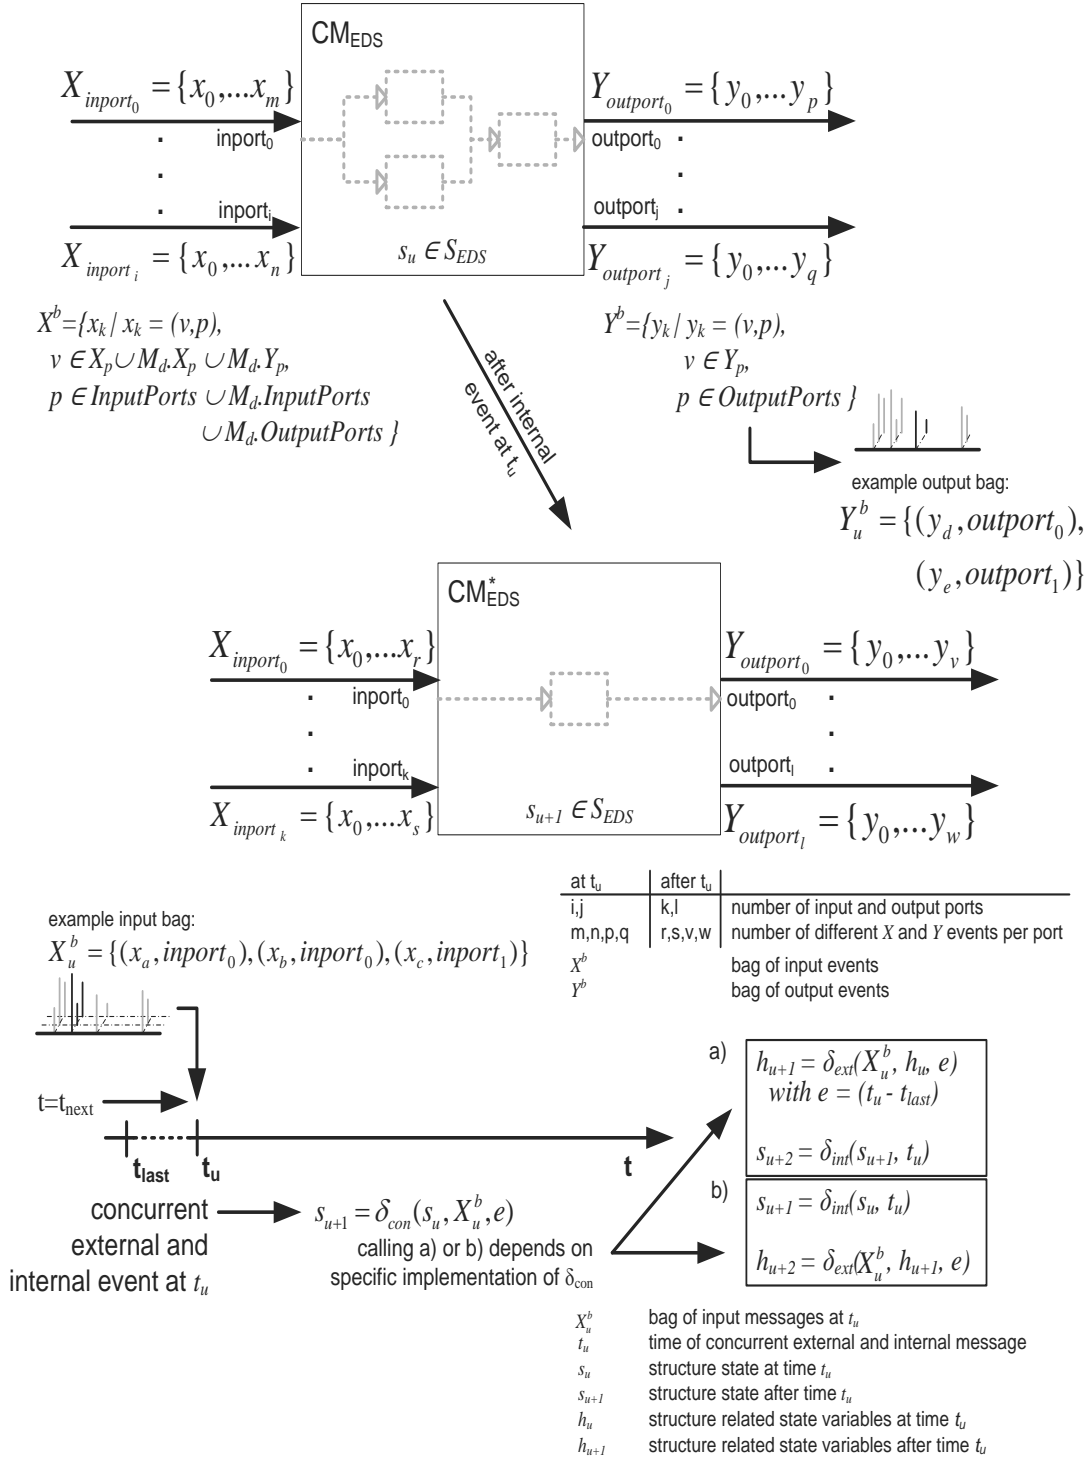 CM_EDS
X_inport_0 = {x_0,...x_m}
inport_0
inport_i
X_inport_i = {x_0,...x_n}
s_u ∈ S_EDS
Y_outport_0 = {y_0,...y_p}
outport_0
outport_j
Y_outport_j = {y_0,...y_q}
X^b={x_k / x_k = (v,p),
v ∈ X_p ∪ M_d.X_p ∪ M_d.Y_p,
p ∈ InputPorts ∪ M_d.InputPorts
∪ M_d.OutputPorts }
after internal
event at t_u
Y^b={y_k / y_k = (v,p),
v ∈ Y_p,
p ∈ OutputPorts }
example output bag:
Y_u^b = {(y_d, outport_0),
(y_e, outport_1)}
CM*_EDS
X_inport_0 = {x_0,...x_r}
inport_0
inport_k
X_inport_k = {x_0,...x_s}
s_u+1 ∈ S_EDS
Y_outport_0 = {y_0,...y_v}
outport_0
outport_l
Y_outport_l = {y_0,...y_w}
at t_u after t_u
i,j k,l number of input and output ports
m,n,p,q r,s,v,w number of different X and Y events per port
X^b bag of input events
Y^b bag of output events
example input bag:
X_u^b = {(x_a, inport_0),(x_b, inport_0),(x_c, inport_1)}
t=t_next
t_last t_u t
concurrent
external and
internal event at t_u
s_u+1 = δ_con(s_u, X_u^b, e)
calling a) or b) depends on
specific implementation of δ_con
a)
h_u+1 = δ_ext(X_u^b, h_u, e)
with e = (t_u - t_last)
s_u+2 = δ_int(s_u+1, t_u)
b)
s_u+1 = δ_int(s_u, t_u)
h_u+2 = δ_ext(X_u^b, h_u+1, e)
X_u^b bag of input messages at t_u
t_u time of concurrent external and internal message
s_u structure state at time t_u
s_u+1 structure state after time t_u
h_u structure related state variables at time t_u
h_u+1 structure related state variables after time t_u